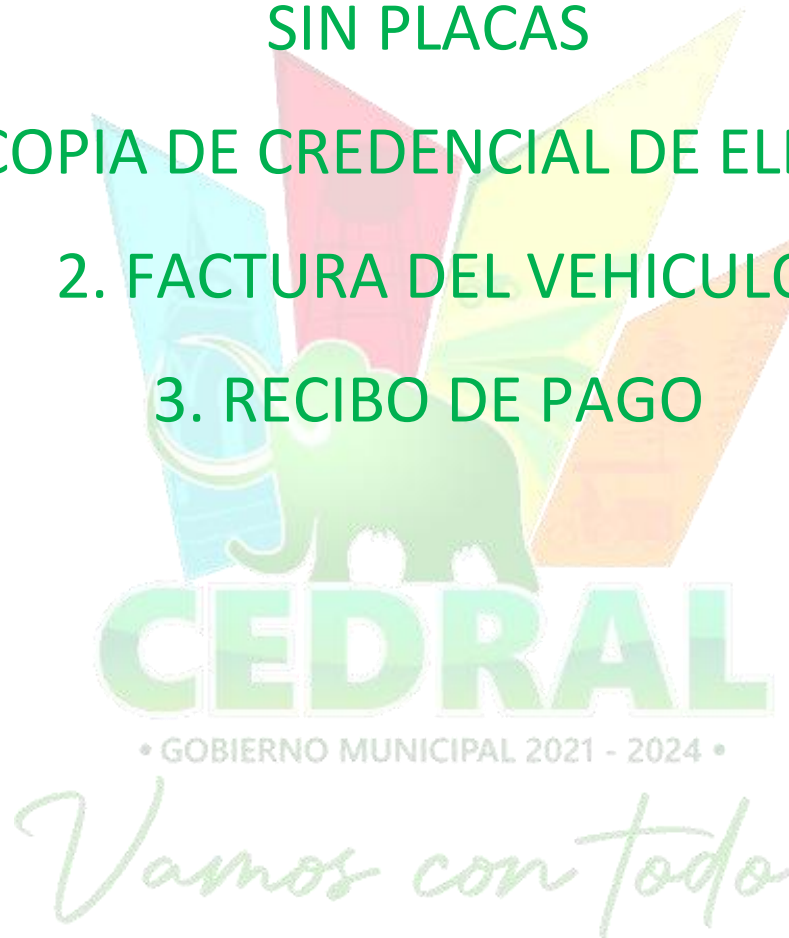 SIN PLACAS
COPIA DE CREDENCIAL DE
2. FACTURA DEL VEHICULO
3. RECIBO DE PAGO
CEDRAL
• GOBIERNO MUNICIPAL 2021 - 2024 •
Vamos con todo